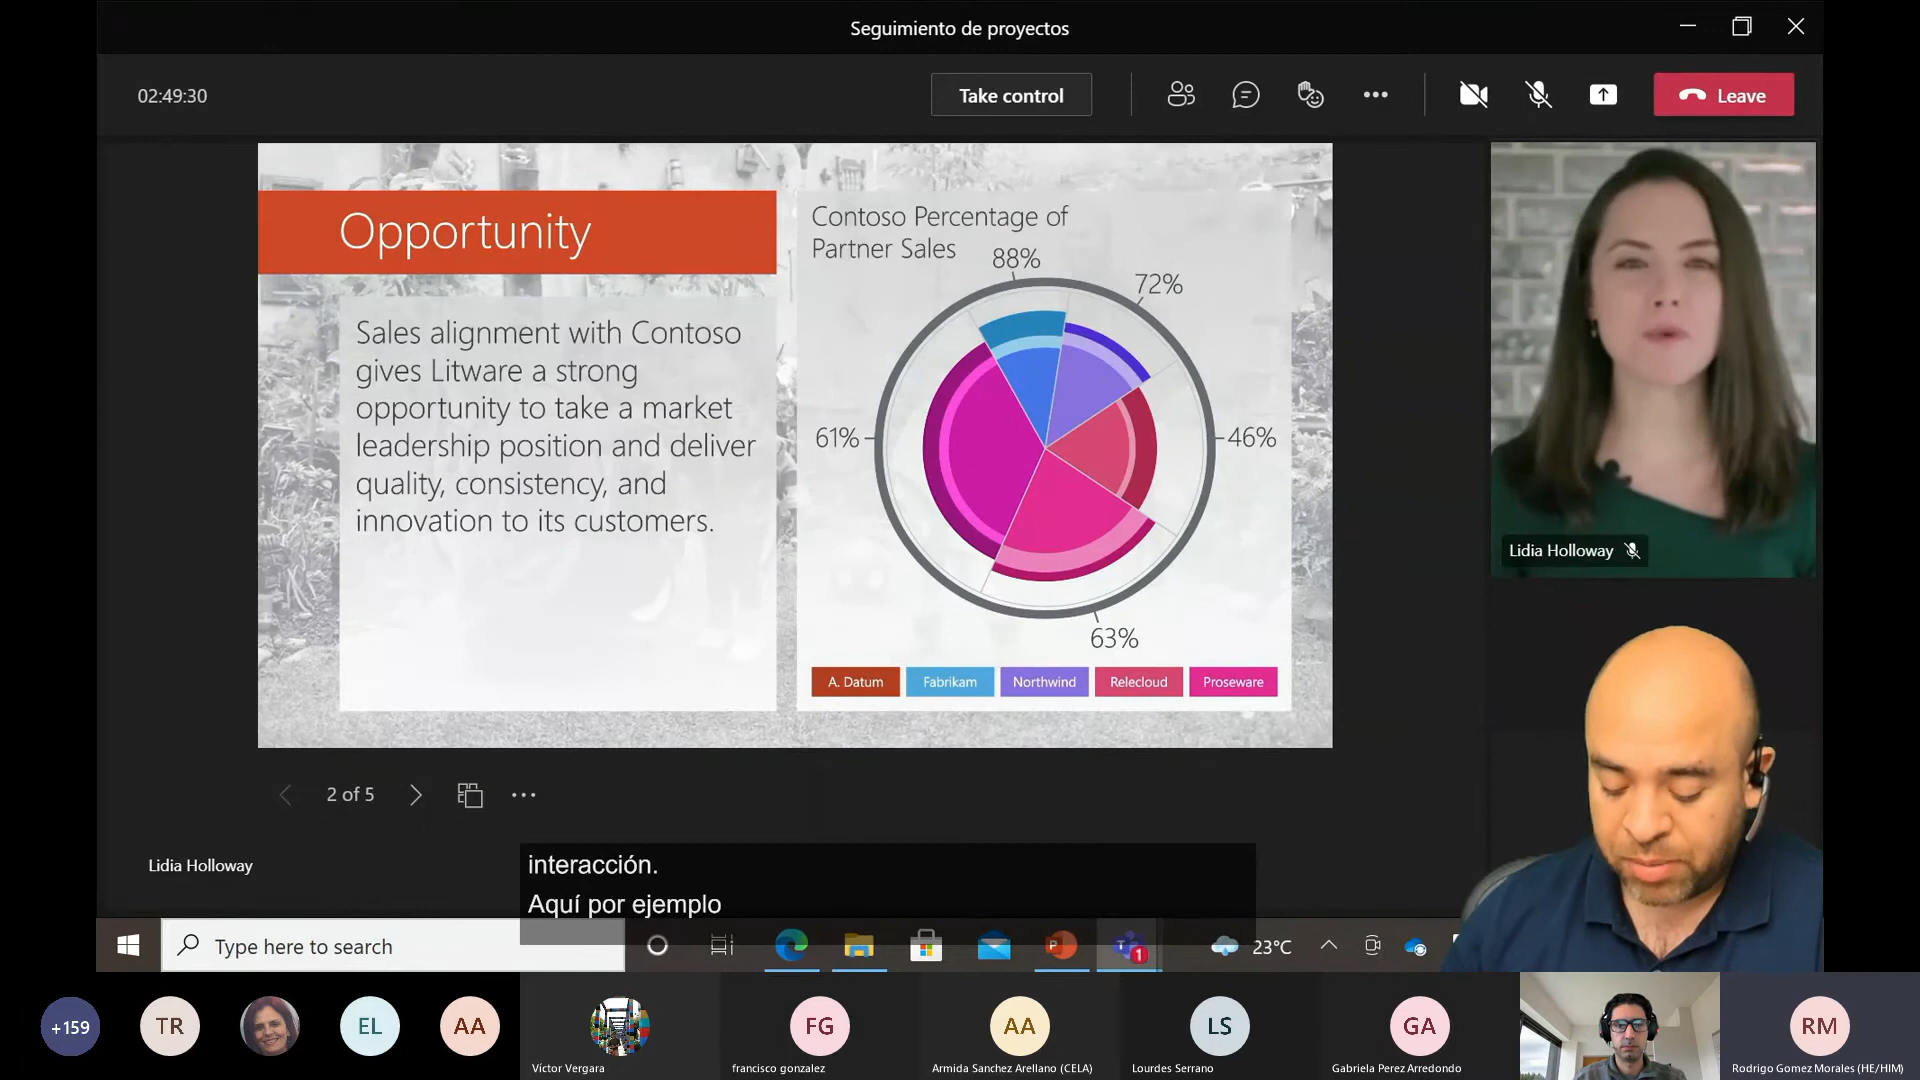 Seguimiento de proyectos
02:49:30
Take control
Leave
Opportunity
Sales alignment with Contoso
gives Litware a strong
opportunity to take a market
leadership position and deliver
quality, consistency, and
innovation to its customers.
Contoso Percentage of
Partner Sales
88%
72%
61%
46%
63%
A. Datum
Fabrikam
Northwind
Relecloud
Proseware
Lidia Holloway
2 of 5
Lidia Holloway
interacción.
Aquí por ejemplo
Type here to search
P
T
1
23°C
+159
TR
EL
AA
Víctor Vergara
FG
francisco gonzalez
AA
Armida Sanchez Arellano (CELA)
LS
Lourdes Serrano
GA
Gabriela Perez Arredondo
RM
Rodrigo Gomez Morales (HE/HIM)